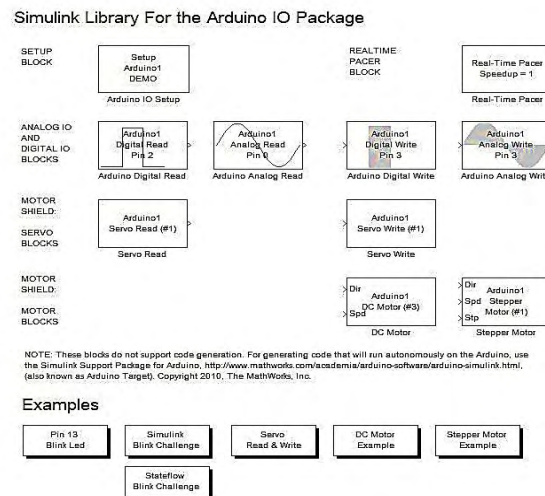 Simulink Library For the Arduino IO Package
SETUP
BLOCK
Setup
Arduino1
DEMO
Arduino IO Setup
REALTIME
PACER
BLOCK
Real-Time Pacer
Speedup = 1
Real-Time Pacer
ANALOG IO
AND
DIGITAL IO
BLOCKS
Arduino1
Digital Read
Pin 2
Arduino Digital Read
Arduino1
Analog Read
Pin 0
Arduino Analog Read
Arduino1
Digital Write
Pin 3
Arduino Digital Write
Arduino1
Analog Write
Pin 3
Arduino Analog Writ
MOTOR
SHIELD:
SERVO
BLOCKS
Arduino1
Servo Read (#1)
Servo Read
Arduino1
Servo Write (#1)
Servo Write
MOTOR
SHIELD:
MOTOR
BLOCKS
Dir
Spd
Arduino1
DC Motor (#3)
DC Motor
Dir
Spd
Stp
Arduino1
Stepper
Motor (#1)
Stepper Motor
NOTE: These blocks do not support code generation. For generating code that will run autonomously on the Arduino, use
the Simulink Support Package for Arduino, http://www.mathworks.com/academia/arduino-software/arduino-simulink.html,
(also known as Arduino Target). Copyright 2010, The MathWorks, Inc.
Examples
Pin 13
Blink Led
Simulink
Blink Challenge
Servo
Read & Write
DC Motor
Example
Stepper Motor
Example
Stateflow
Blink Challenge